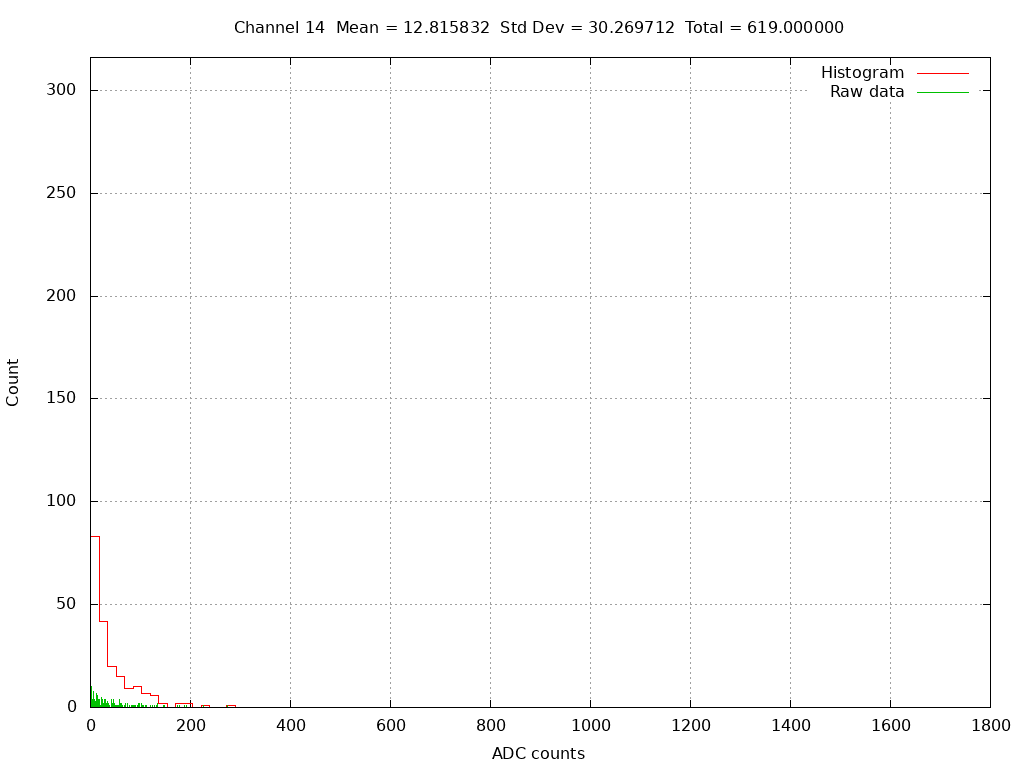 Channel 14  Mean = 12.815832  Std Dev = 30.269712  Total = 619.000000
Histogram
Raw data
300
250
200
150
100
50
0
Count
0 200 400 600 800 1000 1200 1400 1600 1800
ADC counts